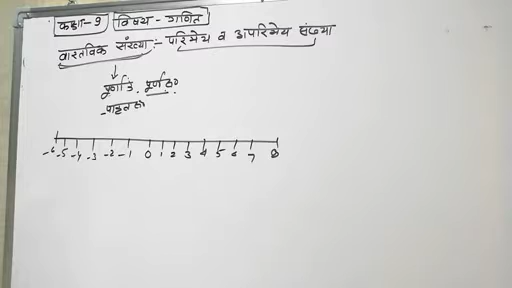 कक्षा-9 विषय - गणित
वास्तविक संख्या :- परिमेय व अपरिमेय संख्या
पूर्णांक, पूर्ण सं०
-6 -5 -4 -3 -2 -1 0 1 2 3 4 5 6 7 8